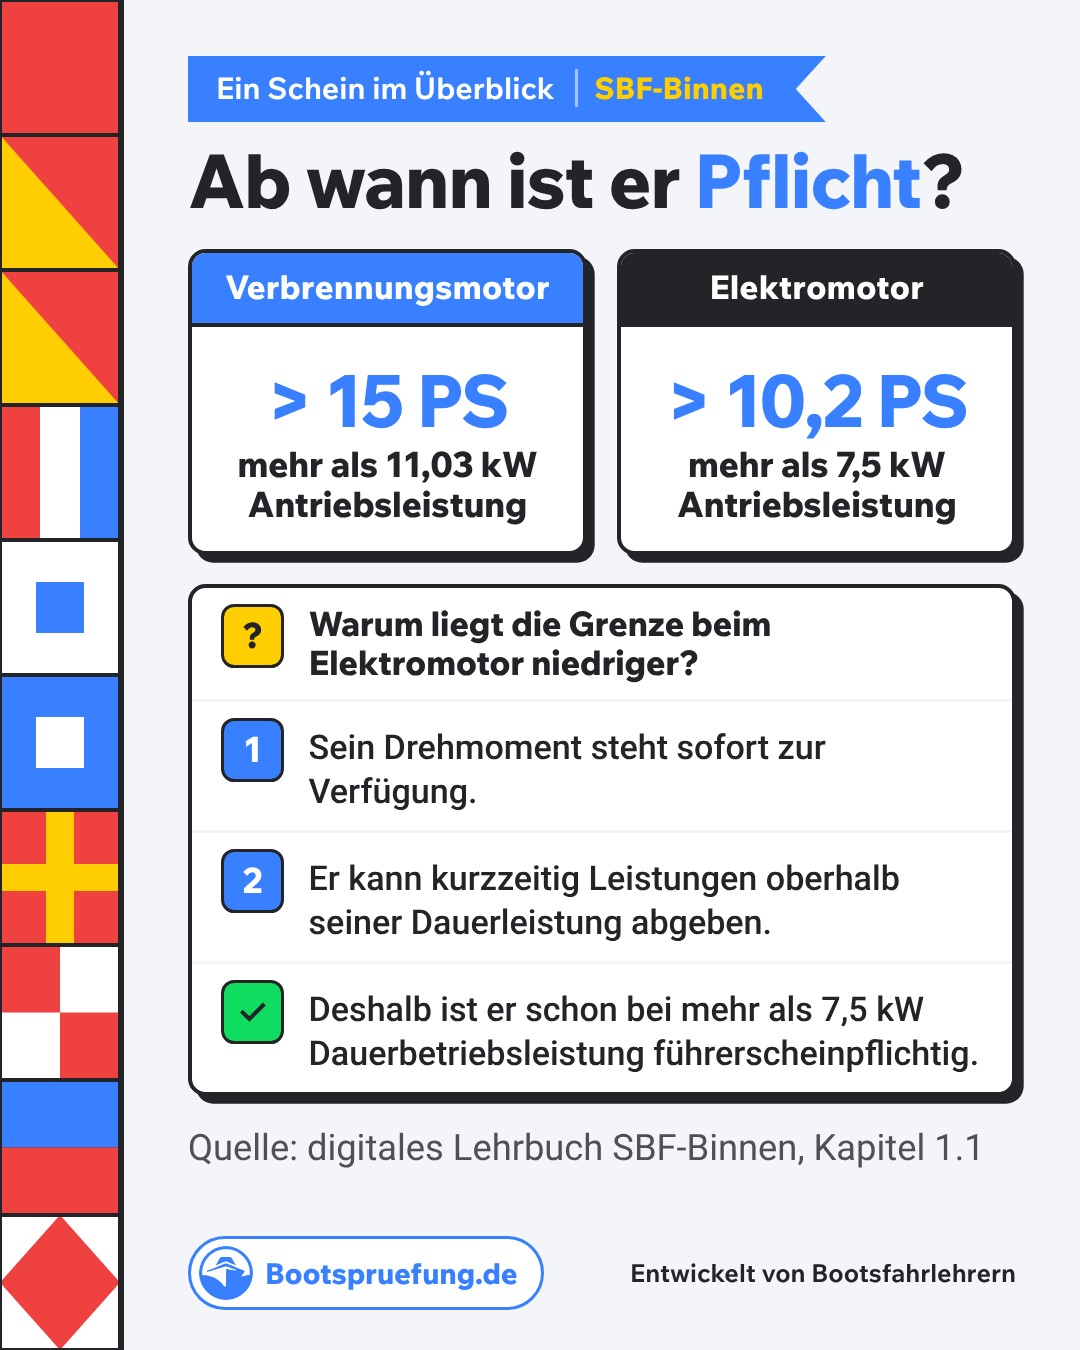 Ein Schein im Überblick | SBF-Binnen
Ab wann ist er Pflicht?
Verbrennungsmotor
> 15 PS
mehr als 11,03 kW
Antriebsleistung
Elektromotor
> 10,2 PS
mehr als 7,5 kW
Antriebsleistung
? Warum liegt die Grenze beim
Elektromotor niedriger?
1 Sein Drehmoment steht sofort zur
Verfügung.
2 Er kann kurzzeitig Leistungen oberhalb
seiner Dauerleistung abgeben.
✓ Deshalb ist er schon bei mehr als 7,5 kW
Dauerbetriebsleistung führerscheinpflichtig.
Quelle: digitales Lehrbuch SBF-Binnen, Kapitel 1.1
Bootspruefung.de
Entwickelt von Bootsfahrlehrern